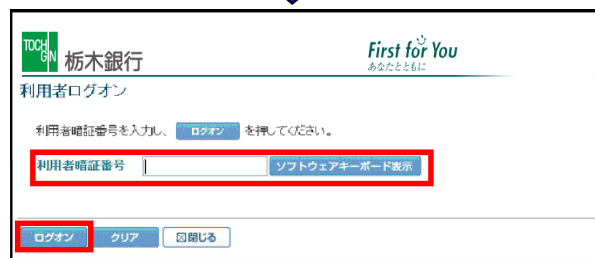 TOCHGIN 栃木銀行
First for You
あなたとともに
利用者ログオン
利用者暗証番号を入力し、 ログオン を押してください。
利用者暗証番号 ソフトウェアキーボード表示
ログオン クリア 図閉じる